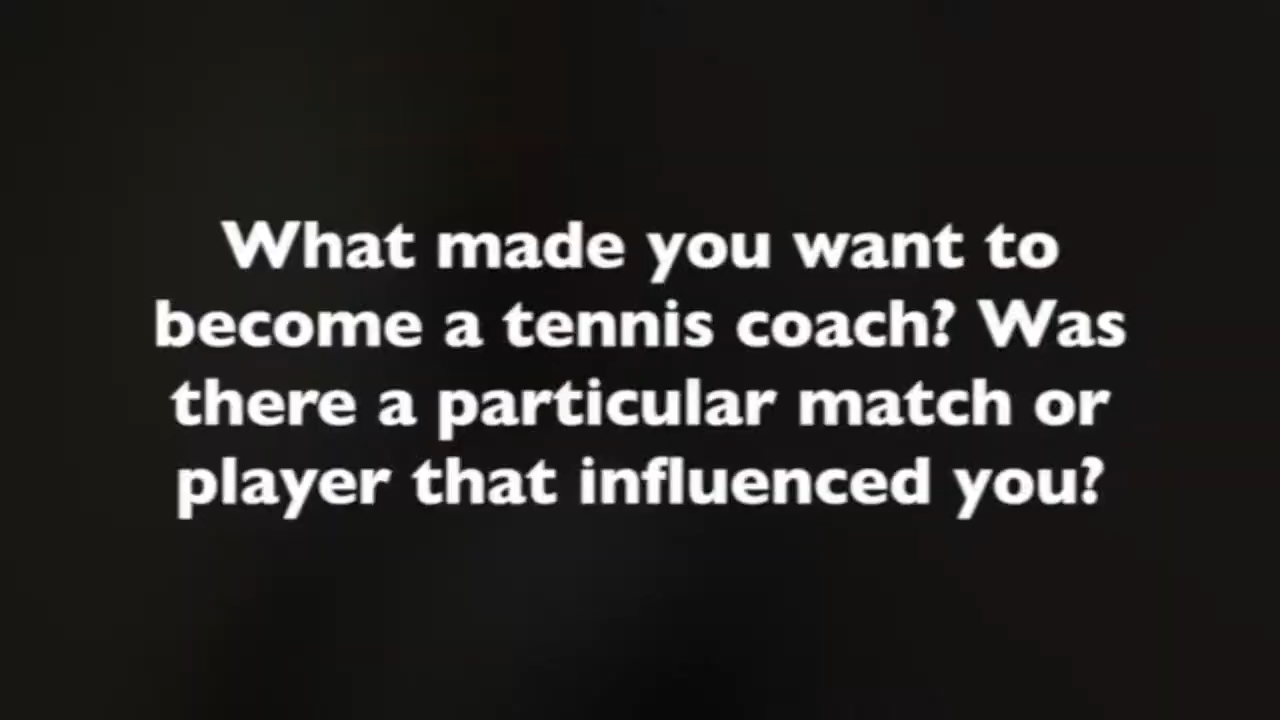 What made you want to
become a tennis coach? Was
there a particular match or
player that influenced you?